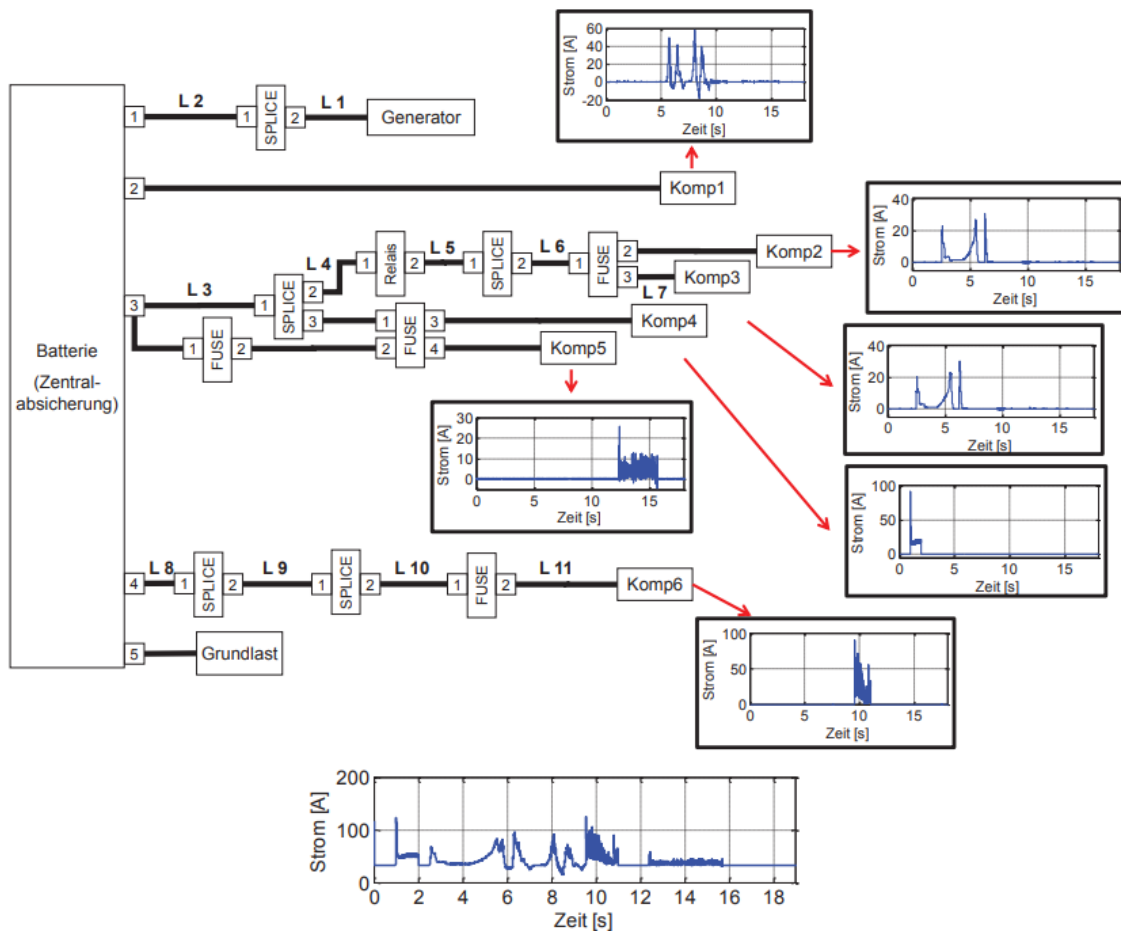 Strom [A]
60
40
20
0
-20
0 5 10 15
Zeit [s]
Batterie
(Zentral-
absicherung)
1 L 2 1 SPLICE 2 L 1 Generator
2 Komp1
Strom [A]
40
20
0
0 5 10 15
Zeit [s]
3 L 3 1 SPLICE 2 3
L 4 1 Relais 2 L 5 1 SPLICE 2 L 6 1 FUSE 2 3 Komp2
Komp3
L 7
1 FUSE 3 Komp4
2 4 Komp5
1 FUSE 2
Strom [A]
40
20
0
0 5 10 15
Zeit [s]
Strom [A]
30
20
10
0
0 5 10 15
Zeit [s]
Strom [A]
100
50
0
0 5 10 15
Zeit [s]
4 L 8 1 SPLICE 2 L 9 1 SPLICE 2 L 10 1 FUSE 2 L 11 Komp6
5 Grundlast
Strom [A]
100
50
0
0 5 10 15
Zeit [s]
Strom [A]
200
100
0
0 2 4 6 8 10 12 14 16 18
Zeit [s]